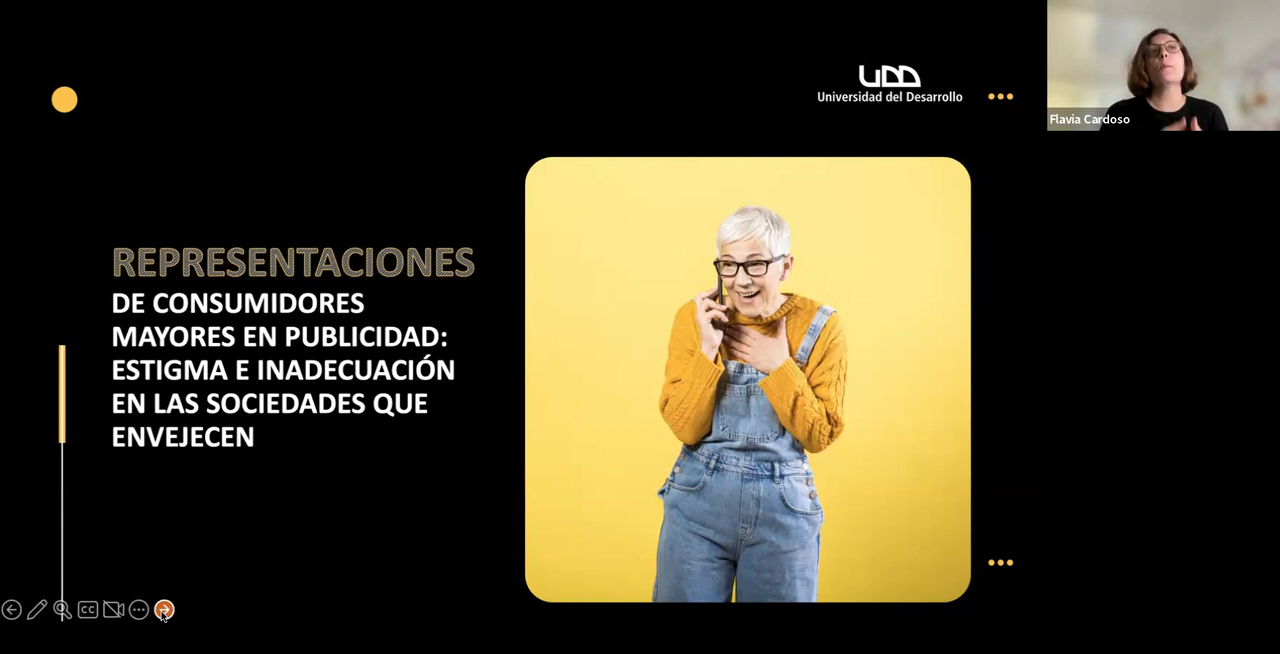 UDD
Universidad del Desarrollo
Flavia Cardoso
REPRESENTACIONES
DE CONSUMIDORES
MAYORES EN PUBLICIDAD:
ESTIGMA E INADECUACIÓN
EN LAS SOCIEDADES QUE
ENVEJECEN
CC